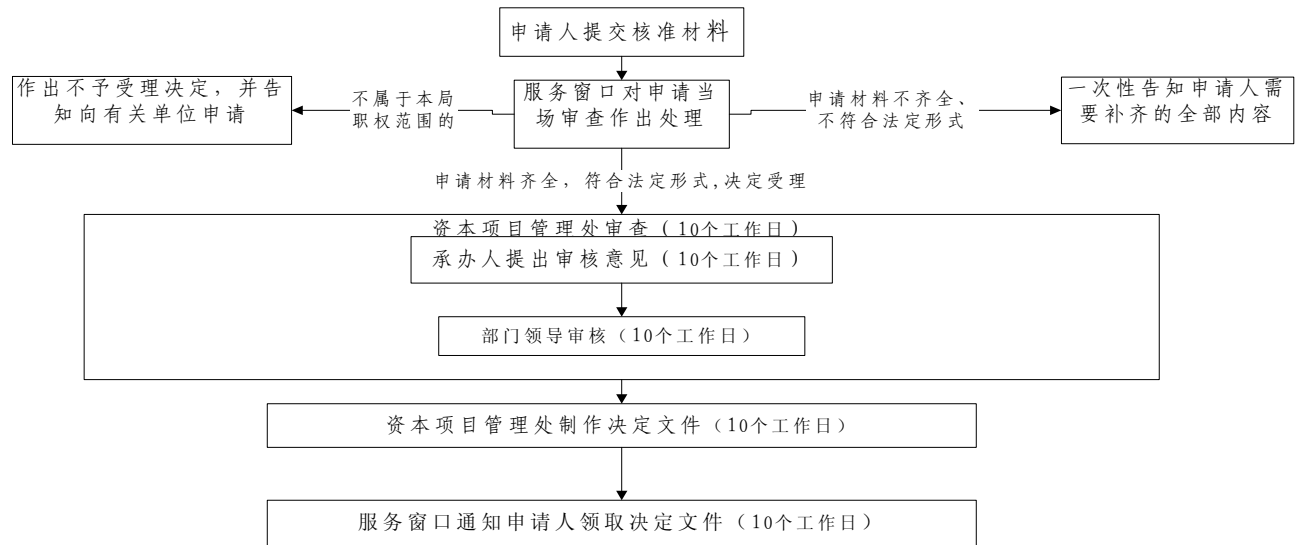 申请人提交核准材料
作出不予受理决定，并告
知向有关单位申请
不属于本局
职权范围的
服务窗口对申请当
场审查作出处理
申请材料不齐全、
不符合法定形式
一次性告知申请人需
要补齐的全部内容
申请材料齐全，符合法定形式,决定受理
资本项目管理处审查（10个工作日）
承办人提出审核意见（10个工作日）
部门领导审核（10个工作日）
资本项目管理处制作决定文件（10个工作日）
服务窗口通知申请人领取决定文件（10个工作日）